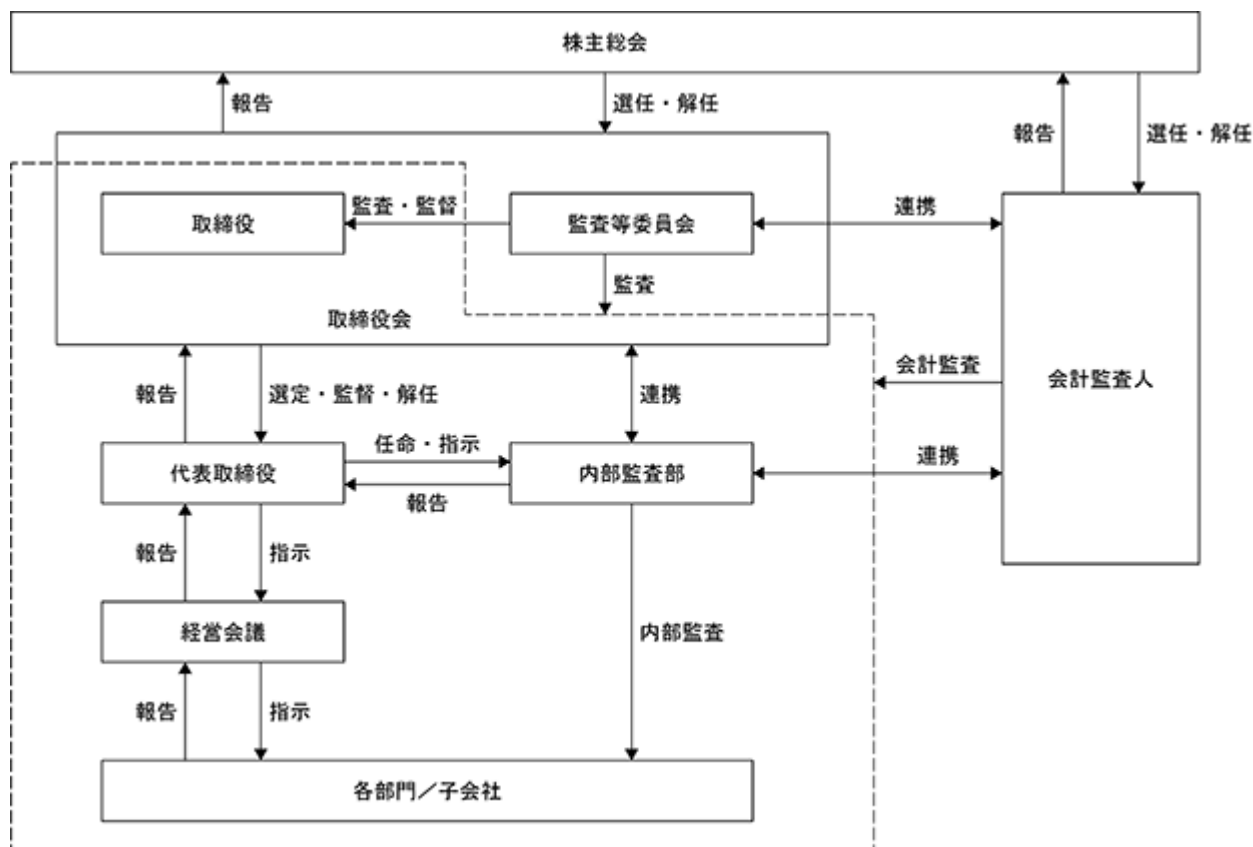 株主総会
報告
選任・解任
報告
選任・解任
取締役
監査・監督
監査等委員会
連携
監査
取締役会
会計監査
会計監査人
報告
選定・監督・解任
連携
代表取締役
任命・指示
報告
内部監査部
連携
報告
指示
経営会議
内部監査
報告
指示
各部門／子会社